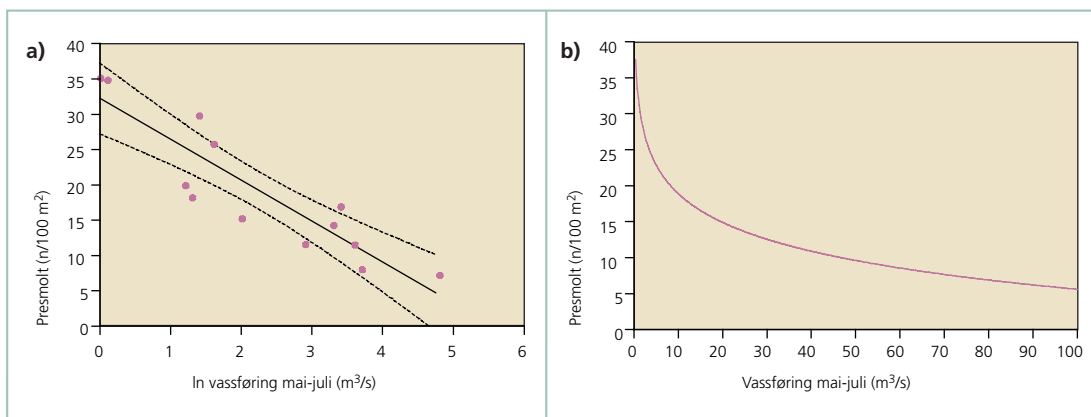 a)
Presmolt (n/100 m²)
40
35
30
25
20
15
10
5
0
0 1 2 3 4 5 6
ln vassføring mai-juli (m³/s)
b)
Presmolt (n/100 m²)
40
35
30
25
20
15
10
5
0
0 10 20 30 40 50 60 70 80 90 100
Vassføring mai-juli (m³/s)